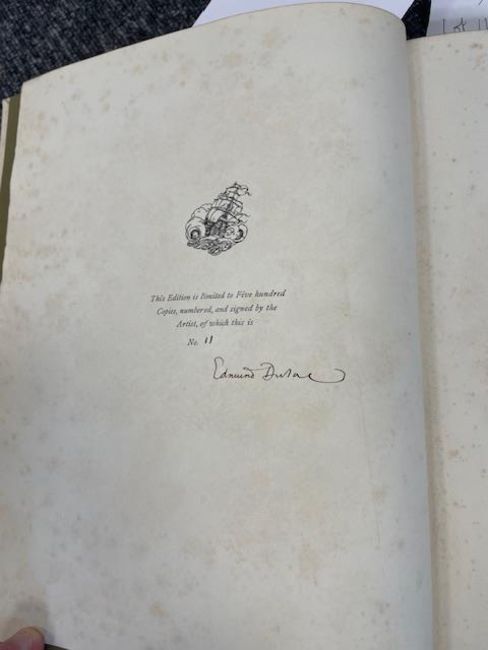 This Edition is limited to Five hundred
Copies, numbered, and signed by the
Artist, of which this is
No. 11
Edmund Dulac